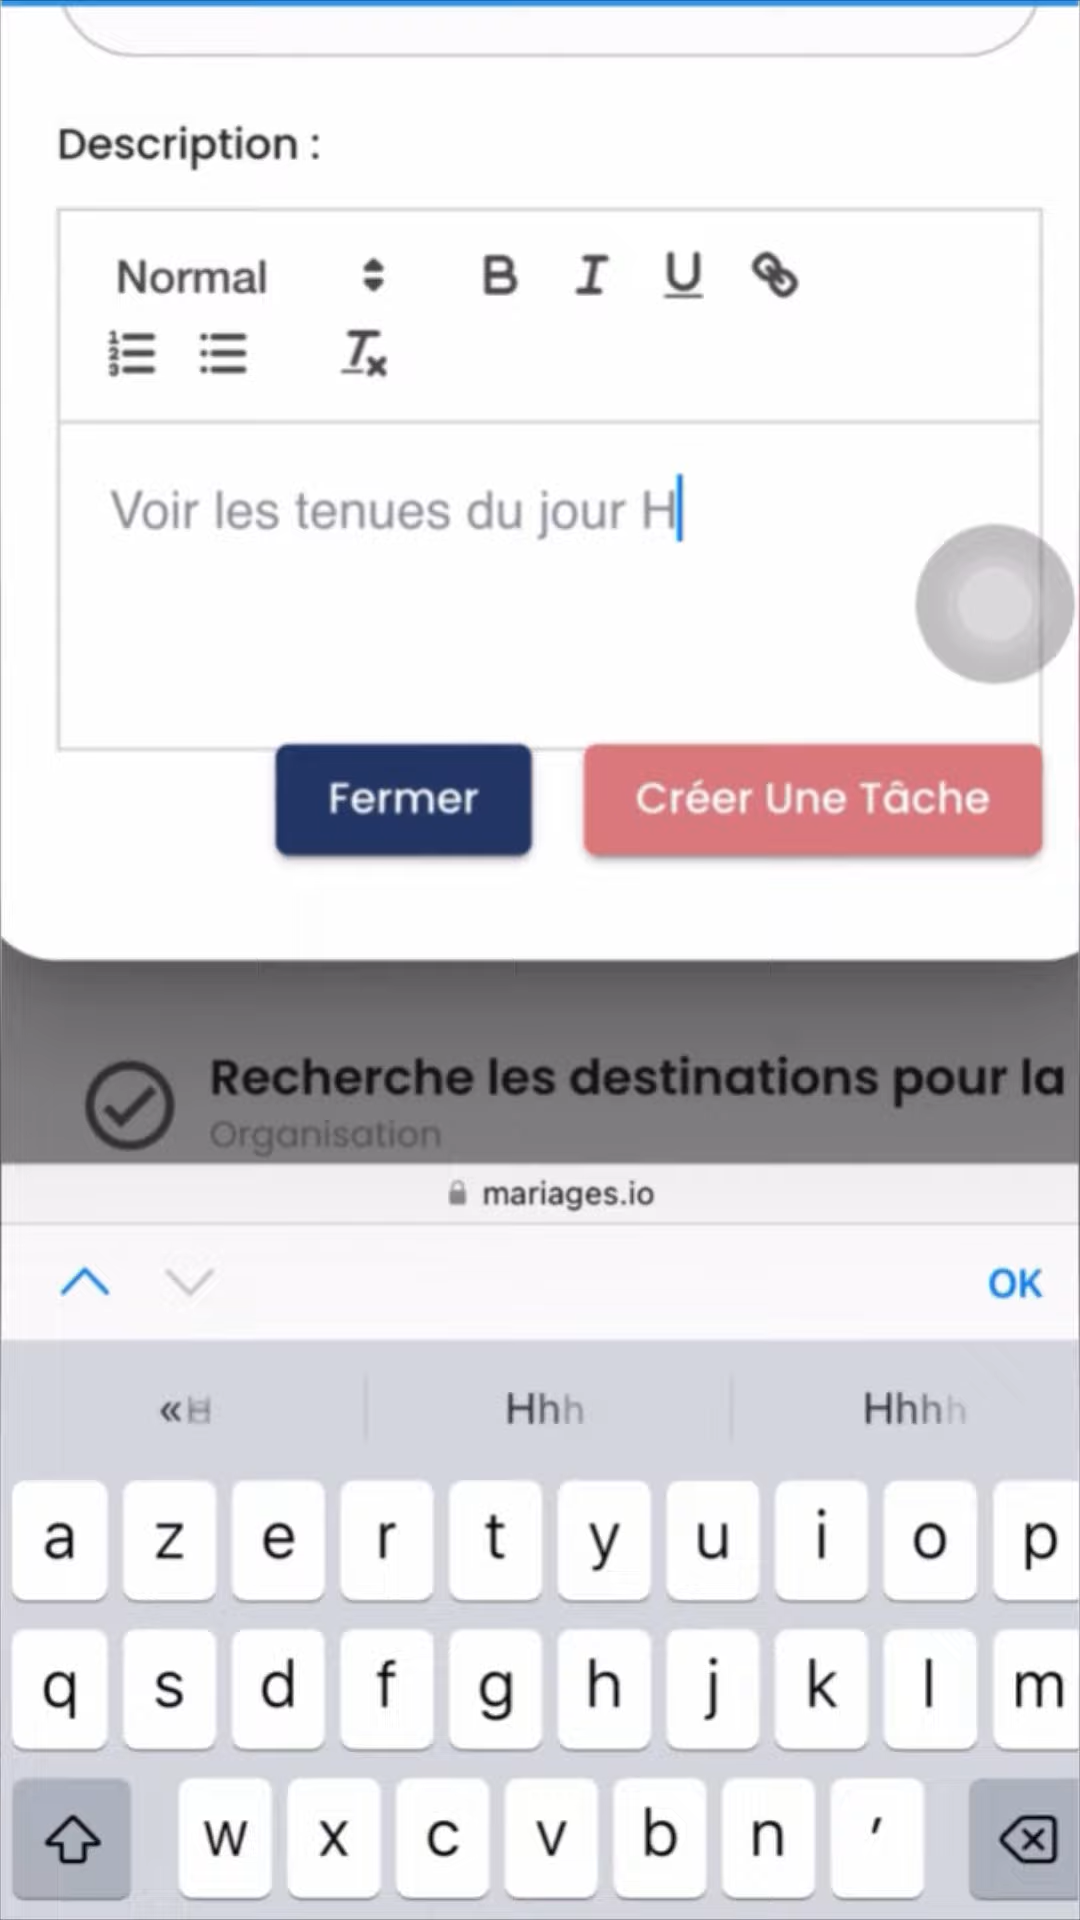 Description :
Normal B I U
Voir les tenues du jour H
Fermer Créer Une Tâche
Recherche les destinations pour la
Organisation
mariages.io
OK
«H Hhh Hhhh
a z e r t y u i o p
q s d f g h j k l m
w x c v b n ′